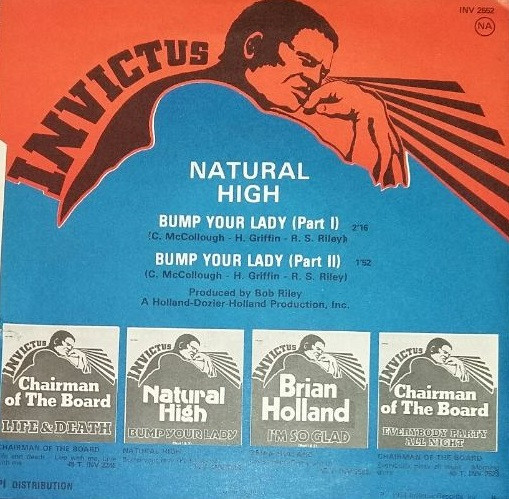 INV 2552
NA
INVICTUS
NATURAL
HIGH
BUMP YOUR LADY (Part I) 2'16
(C. McCollough - H. Griffin - R. S. Riley)
BUMP YOUR LADY (Part II) 1'52
(C. McCollough - H. Griffin - R. S. Riley)
Produced by Bob Riley
A Holland-Dozier-Holland Production, Inc.
INVICTUS
Chairman
of The Board
LIFE & DEATH
INVICTUS
Natural
High
BUMP YOUR LADY
INVICTUS
Brian
Holland
I'M SO GLAD
INVICTUS
Chairman
of The Board
EVERYBODY PARTY
ALL NIGHT
CHAIRMAN OF THE BOARD
NATURAL HIGH
CHAIRMAN OF THE BOARD
DISTRIBUTION